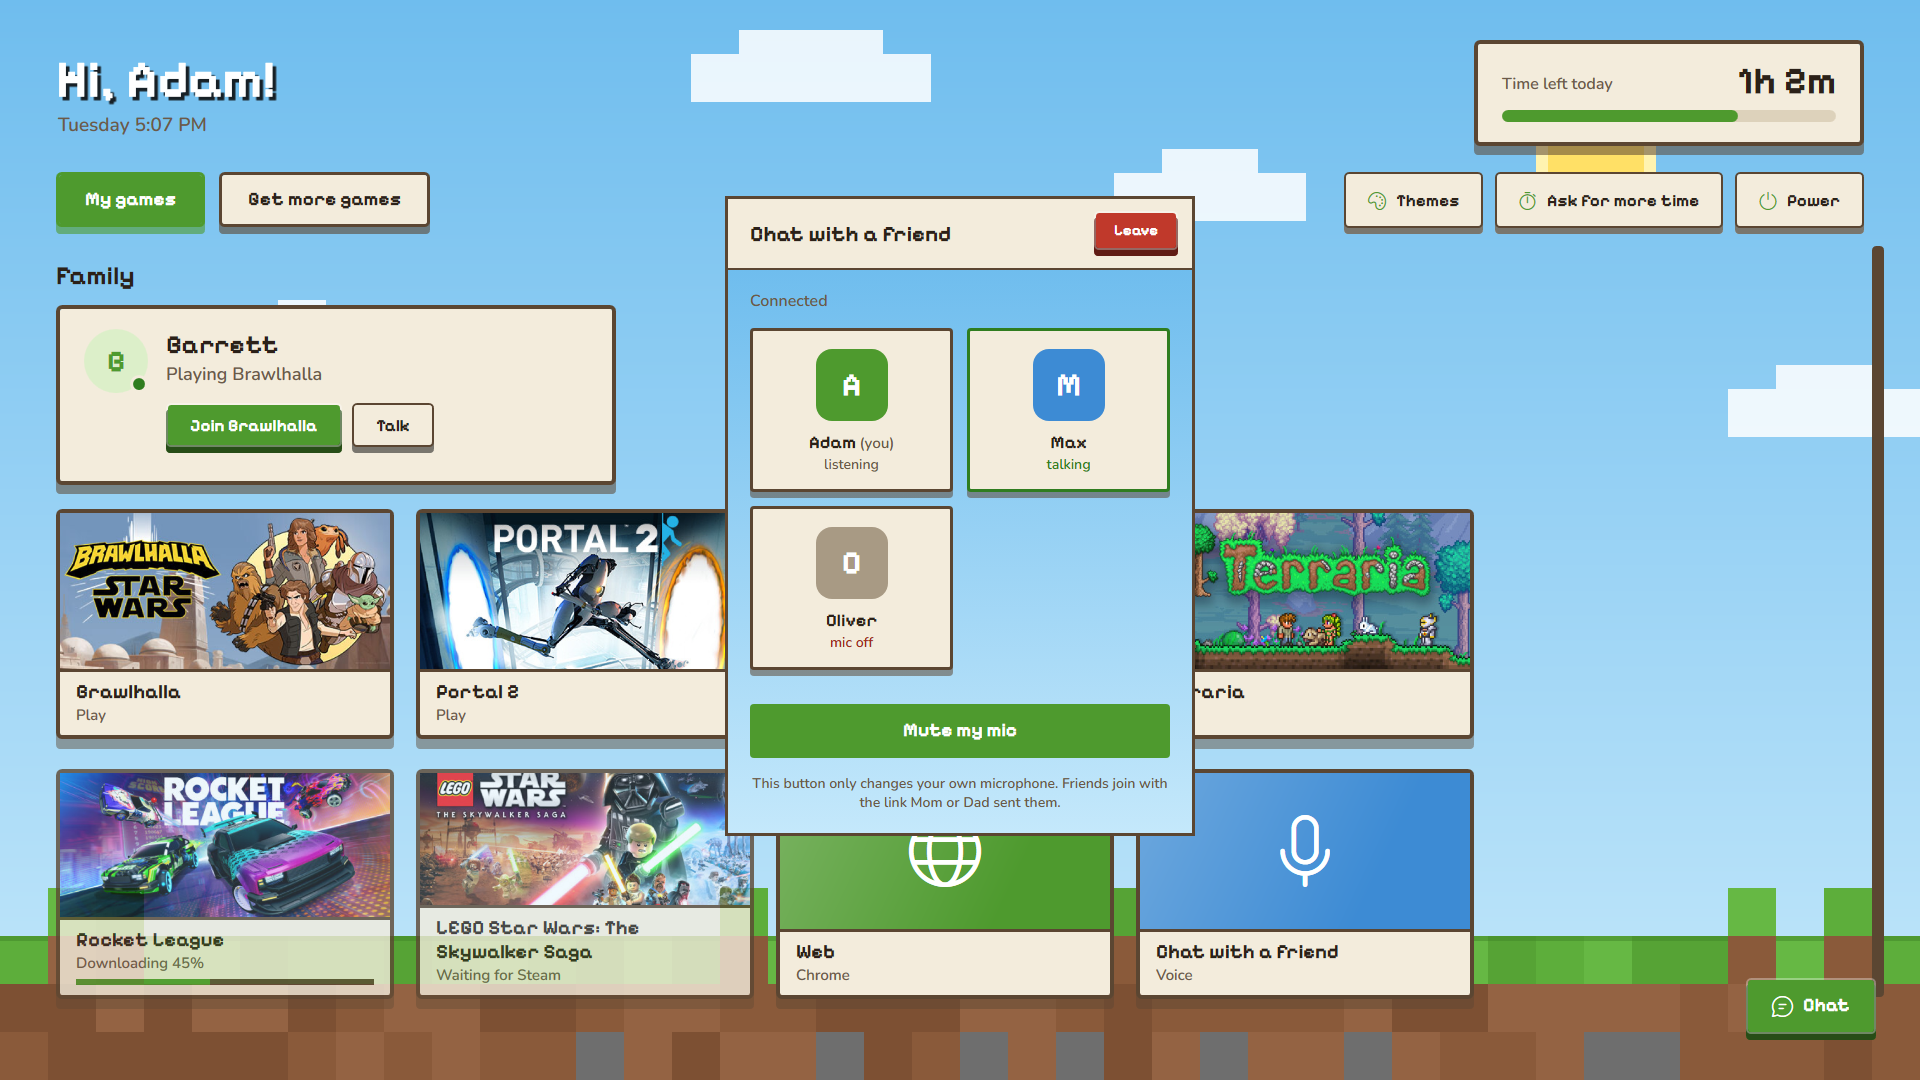 Hi, Adam!
Tuesday 5:07 PM
Time left today
1h 2m
My games
Get more games
Themes
Ask for more time
Power
Family
G
Garrett
Playing Brawlhalla
Join Brawlhalla
Talk
Chat with a friend
Leave
Connected
A
Adam (you)
listening
M
Max
talking
O
Oliver
mic off
Mute my mic
This button only changes your own microphone. Friends join with
the link Mom or Dad sent them.
BRAWLHALLA
STAR
WARS
Brawlhalla
Play
PORTAL 2
Portal 2
Play
Terraria
raria
ROCKET
LEAGUE
Rocket League
Downloading 45%
LEGO
STAR
WARS
THE SKYWALKER SAGA
LEGO Star Wars: The
Skywalker Saga
Waiting for Steam
Web
Chrome
Chat with a friend
Voice
Chat